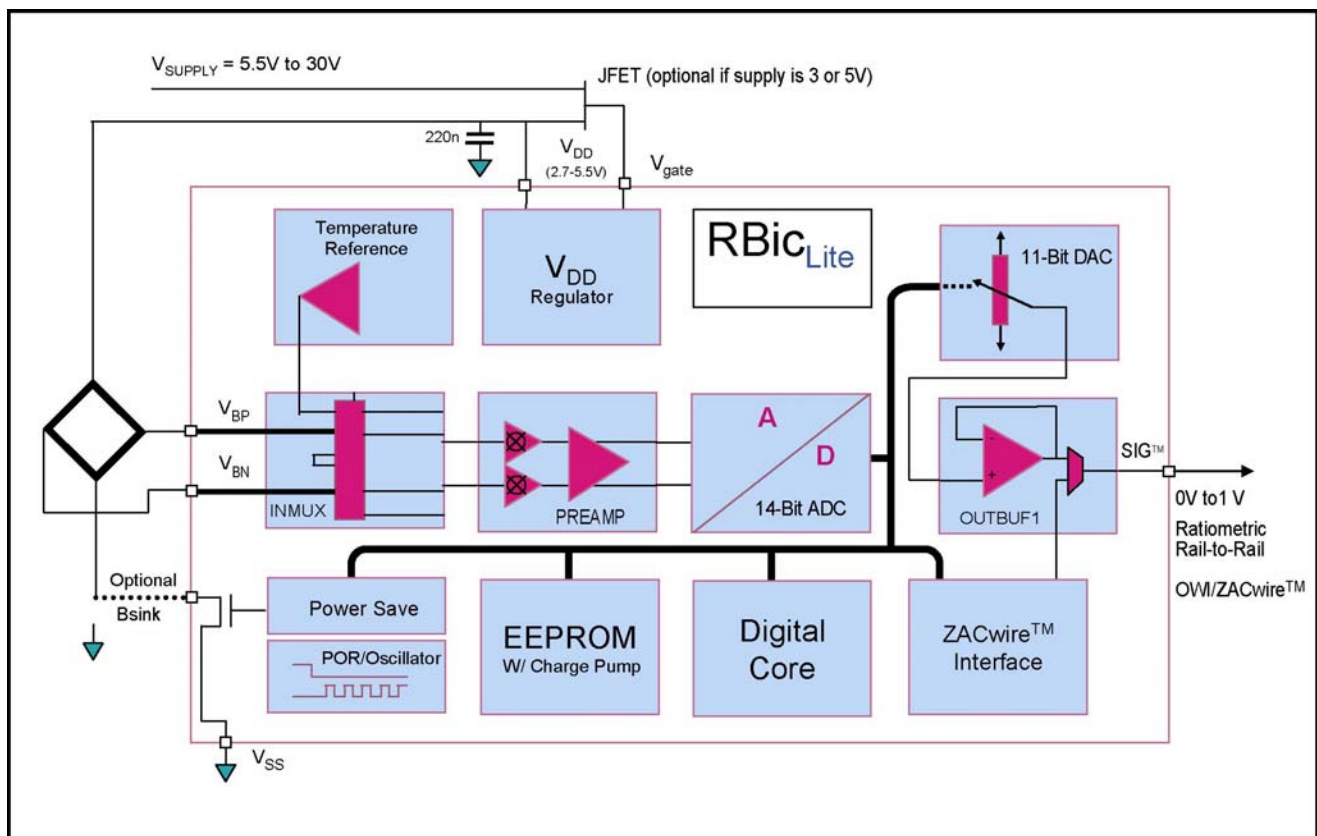 VSUPPLY = 5.5V to 30V
JFET (optional if supply is 3 or 5V)
220n
VDD
(2.7-5.5V)
Vgate
Temperature
Reference
VDD
Regulator
RBicLite
11-Bit DAC
VBP
VBN
INMUX
PREAMP
A
D
14-Bit ADC
-
+
OUTBUF1
SIG™
0V to1 V
Ratiometric
Rail-to-Rail
OWI/ZACwire™
Optional
Bsink
Power Save
POR/Oscillator
EEPROM
W/ Charge Pump
Digital
Core
ZACwire™
Interface
VSS